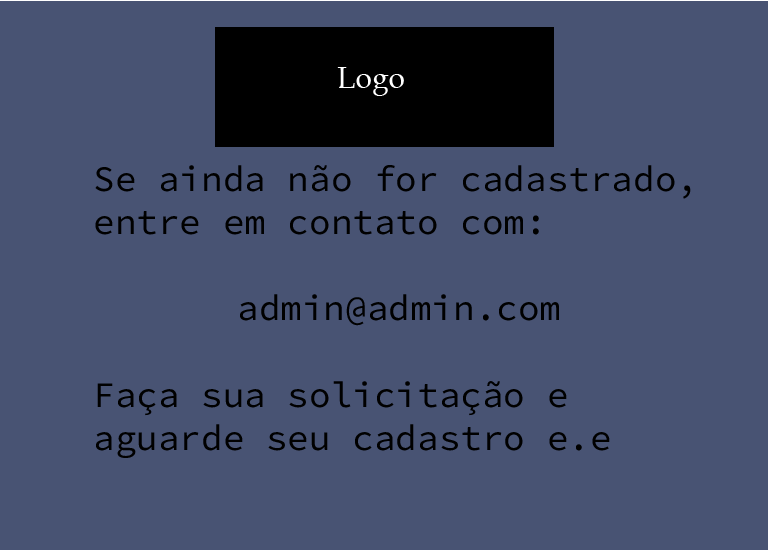 Logo
Se ainda não for cadastrado,
entre em contato com:
admin@admin.com
Faça sua solicitação e
aguarde seu cadastro e.e